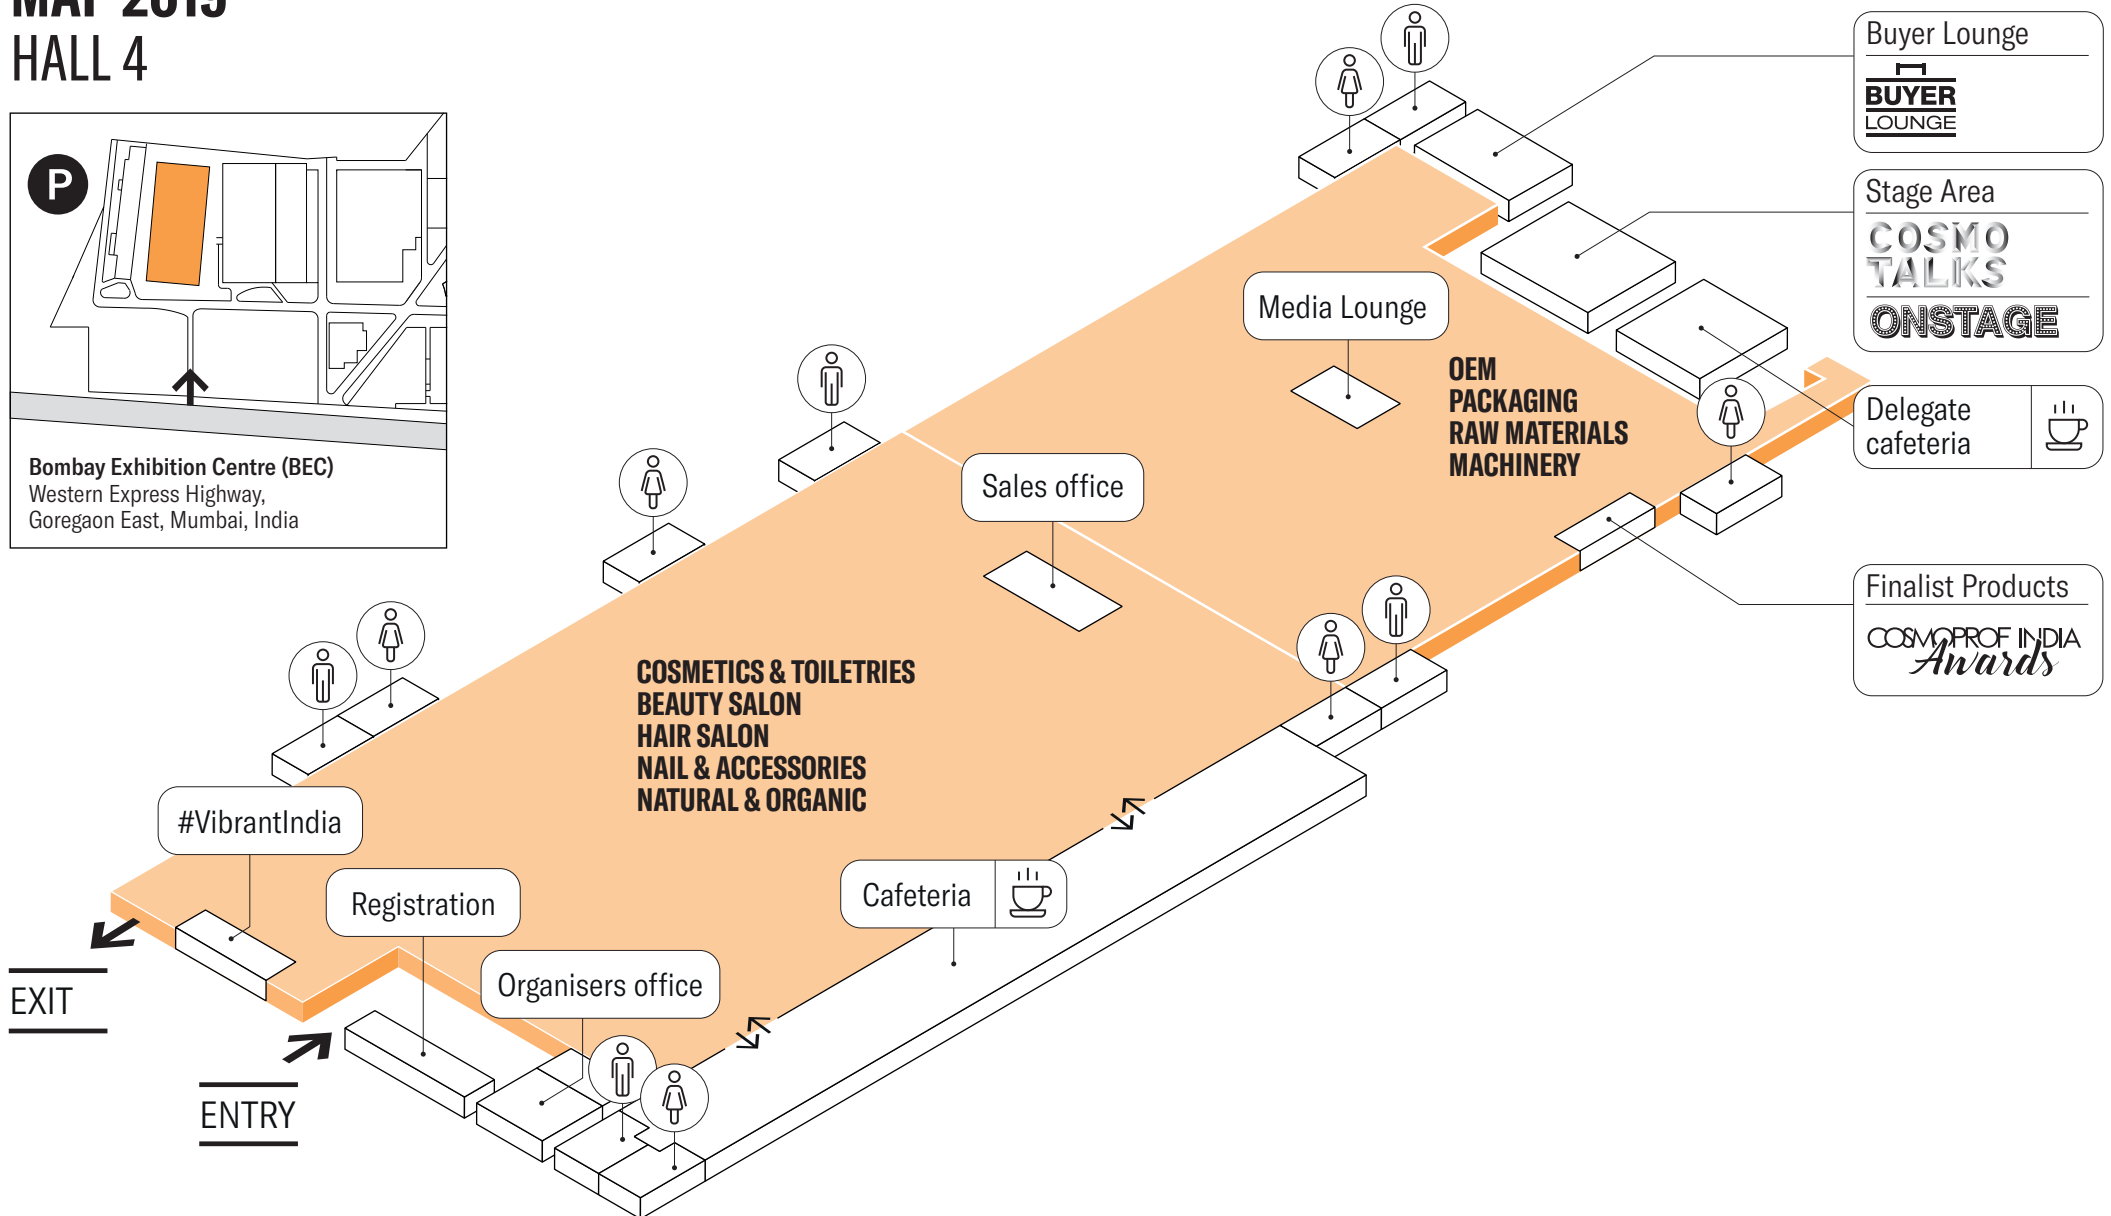 MAP 2019
HALL 4
P
Bombay Exhibition Centre (BEC)
Western Express Highway,
Goregaon East, Mumbai, India
Buyer Lounge
BUYER
LOUNGE
Stage Area
COSMO
TALKS
ONSTAGE
Delegate
cafeteria
Finalist Products
COSMOPROF INDIA
Awards
Media Lounge
OEM
PACKAGING
RAW MATERIALS
MACHINERY
Sales office
COSMETICS & TOILETRIES
BEAUTY SALON
HAIR SALON
NAIL & ACCESSORIES
NATURAL & ORGANIC
#VibrantIndia
Registration
Organisers office
Cafeteria
EXIT
ENTRY